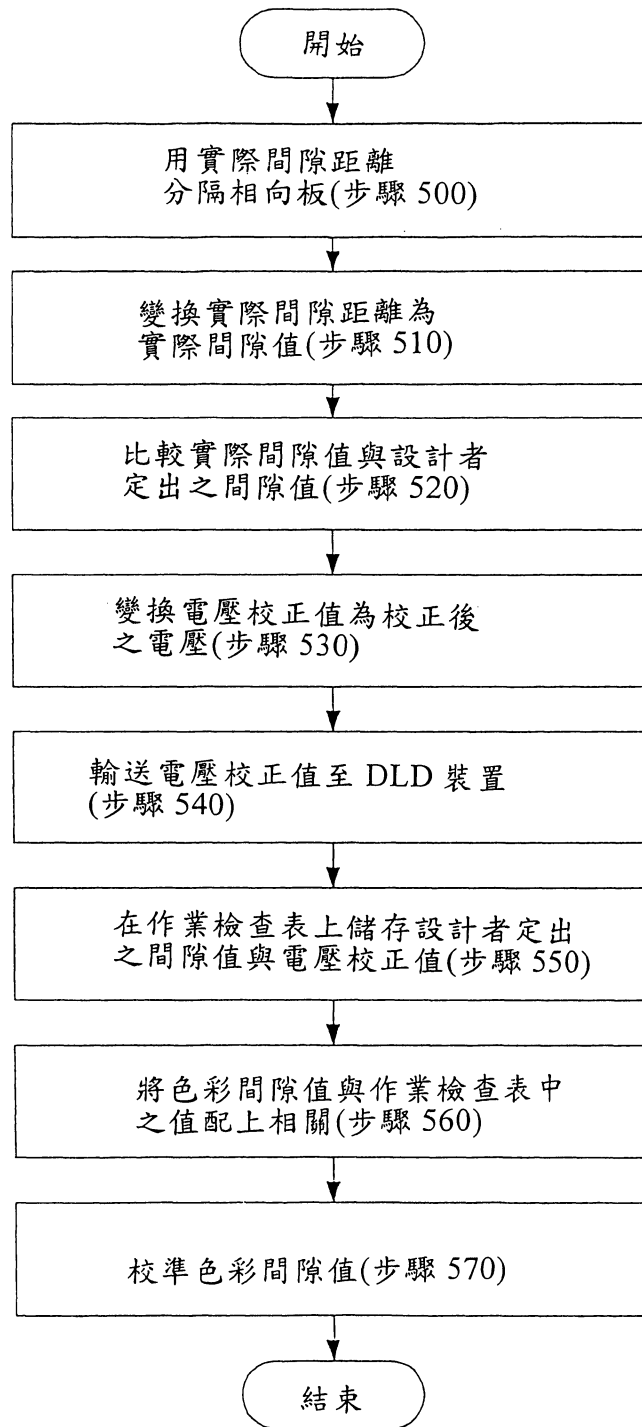 開始
用實際間隙距離
分隔相向板(步驟 500)
變換實際間隙距離為
實際間隙值(步驟 510)
比較實際間隙值與設計者
定出之間隙值(步驟 520)
變換電壓校正值為校正後
之電壓(步驟 530)
輸送電壓校正值至 DLD 裝置
(步驟 540)
在作業檢查表上儲存設計者定出
之間隙值與電壓校正值(步驟 550)
將色彩間隙值與作業檢查表中
之值配上相關(步驟 560)
校準色彩間隙值(步驟 570)
結束